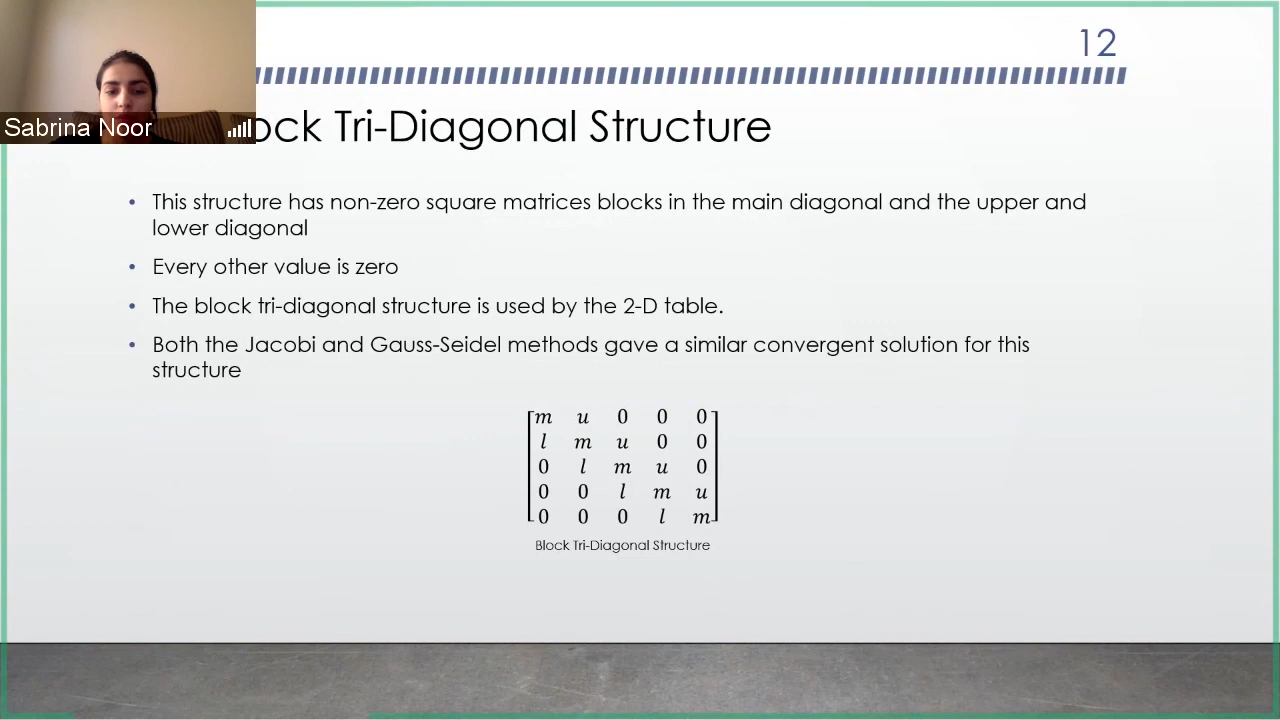 12
Sabrina Noor
ock Tri-Diagonal Structure
• This structure has non-zero square matrices blocks in the main diagonal and the upper and
lower diagonal
• Every other value is zero
• The block tri-diagonal structure is used by the 2-D table.
• Both the Jacobi and Gauss-Seidel methods gave a similar convergent solution for this
structure
m u 0 0 0
l m u 0 0
0 l m u 0
0 0 l m u
0 0 0 l m
Block Tri-Diagonal Structure